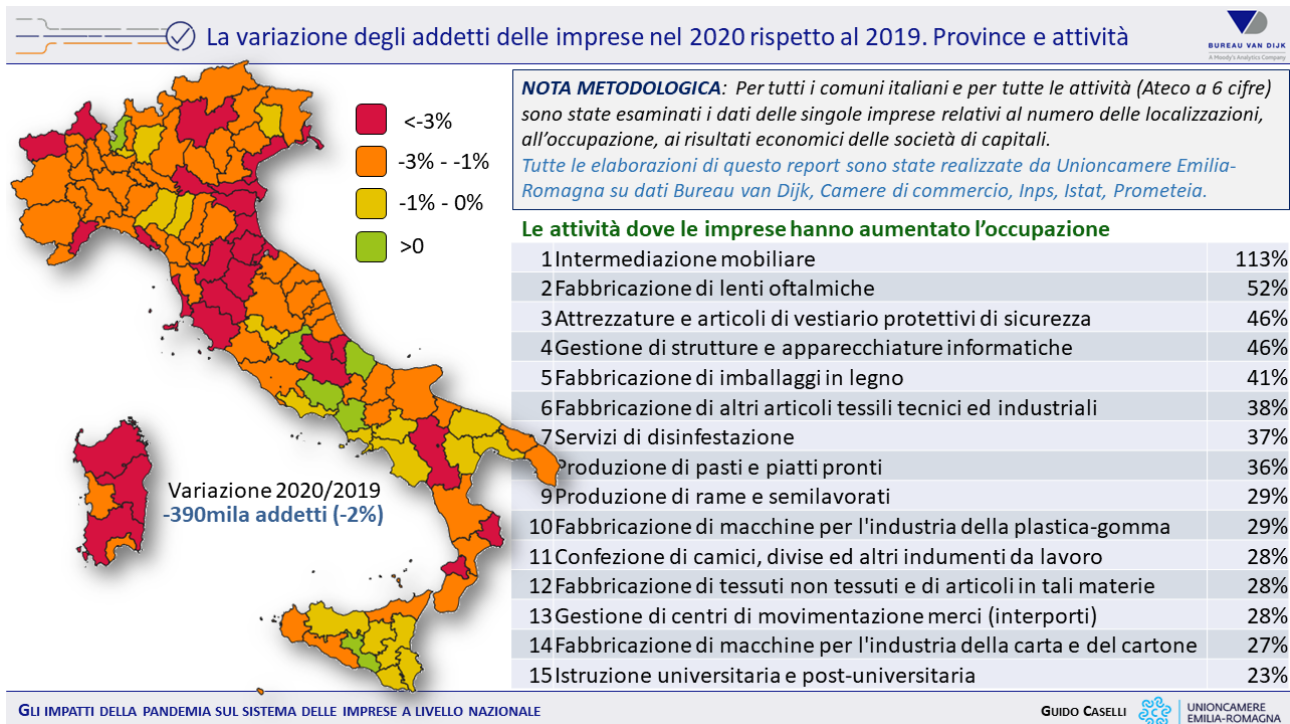 La variazione degli addetti delle imprese nel 2020 rispetto al 2019. Province e attività
BUREAU VAN DIJK
A Moody's Analytics Company
<-3%
-3% - -1%
-1% - 0%
>0
NOTA METODOLOGICA: Per tutti i comuni italiani e per tutte le attività (Ateco a 6 cifre)
sono state esaminati i dati delle singole imprese relativi al numero delle localizzazioni,
all'occupazione, ai risultati economici delle società di capitali.
Tutte le elaborazioni di questo report sono state realizzate da Unioncamere Emilia-
Romagna su dati Bureau van Dijk, Camere di commercio, Inps, Istat, Prometeia.
Le attività dove le imprese hanno aumentato l'occupazione
1 Intermediazione mobiliare 113%
2 Fabbricazione di lenti oftalmiche 52%
3 Attrezzature e articoli di vestiario protettivi di sicurezza 46%
4 Gestione di strutture e apparecchiature informatiche 46%
5 Fabbricazione di imballaggi in legno 41%
6 Fabbricazione di altri articoli tessili tecnici ed industriali 38%
7 Servizi di disinfestazione 37%
Produzione di pasti e piatti pronti 36%
9 Produzione di rame e semilavorati 29%
10 Fabbricazione di macchine per l'industria della plastica-gomma 29%
11 Confezione di camici, divise ed altri indumenti da lavoro 28%
12 Fabbricazione di tessuti non tessuti e di articoli in tali materie 28%
13 Gestione di centri di movimentazione merci (interporti) 28%
14 Fabbricazione di macchine per l'industria della carta e del cartone 27%
15 Istruzione universitaria e post-universitaria 23%
Variazione 2020/2019
-390mila addetti (-2%)
GLI IMPATTI DELLA PANDEMIA SUL SISTEMA DELLE IMPRESE A LIVELLO NAZIONALE
GUIDO CASELLI
UNIONCAMERE
EMILIA-ROMAGNA